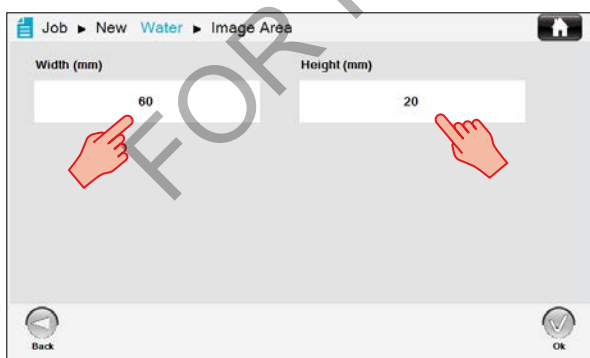 Job ► New Water ► Image Area
Width (mm) Height (mm)
60 20
FOR
Back Ok